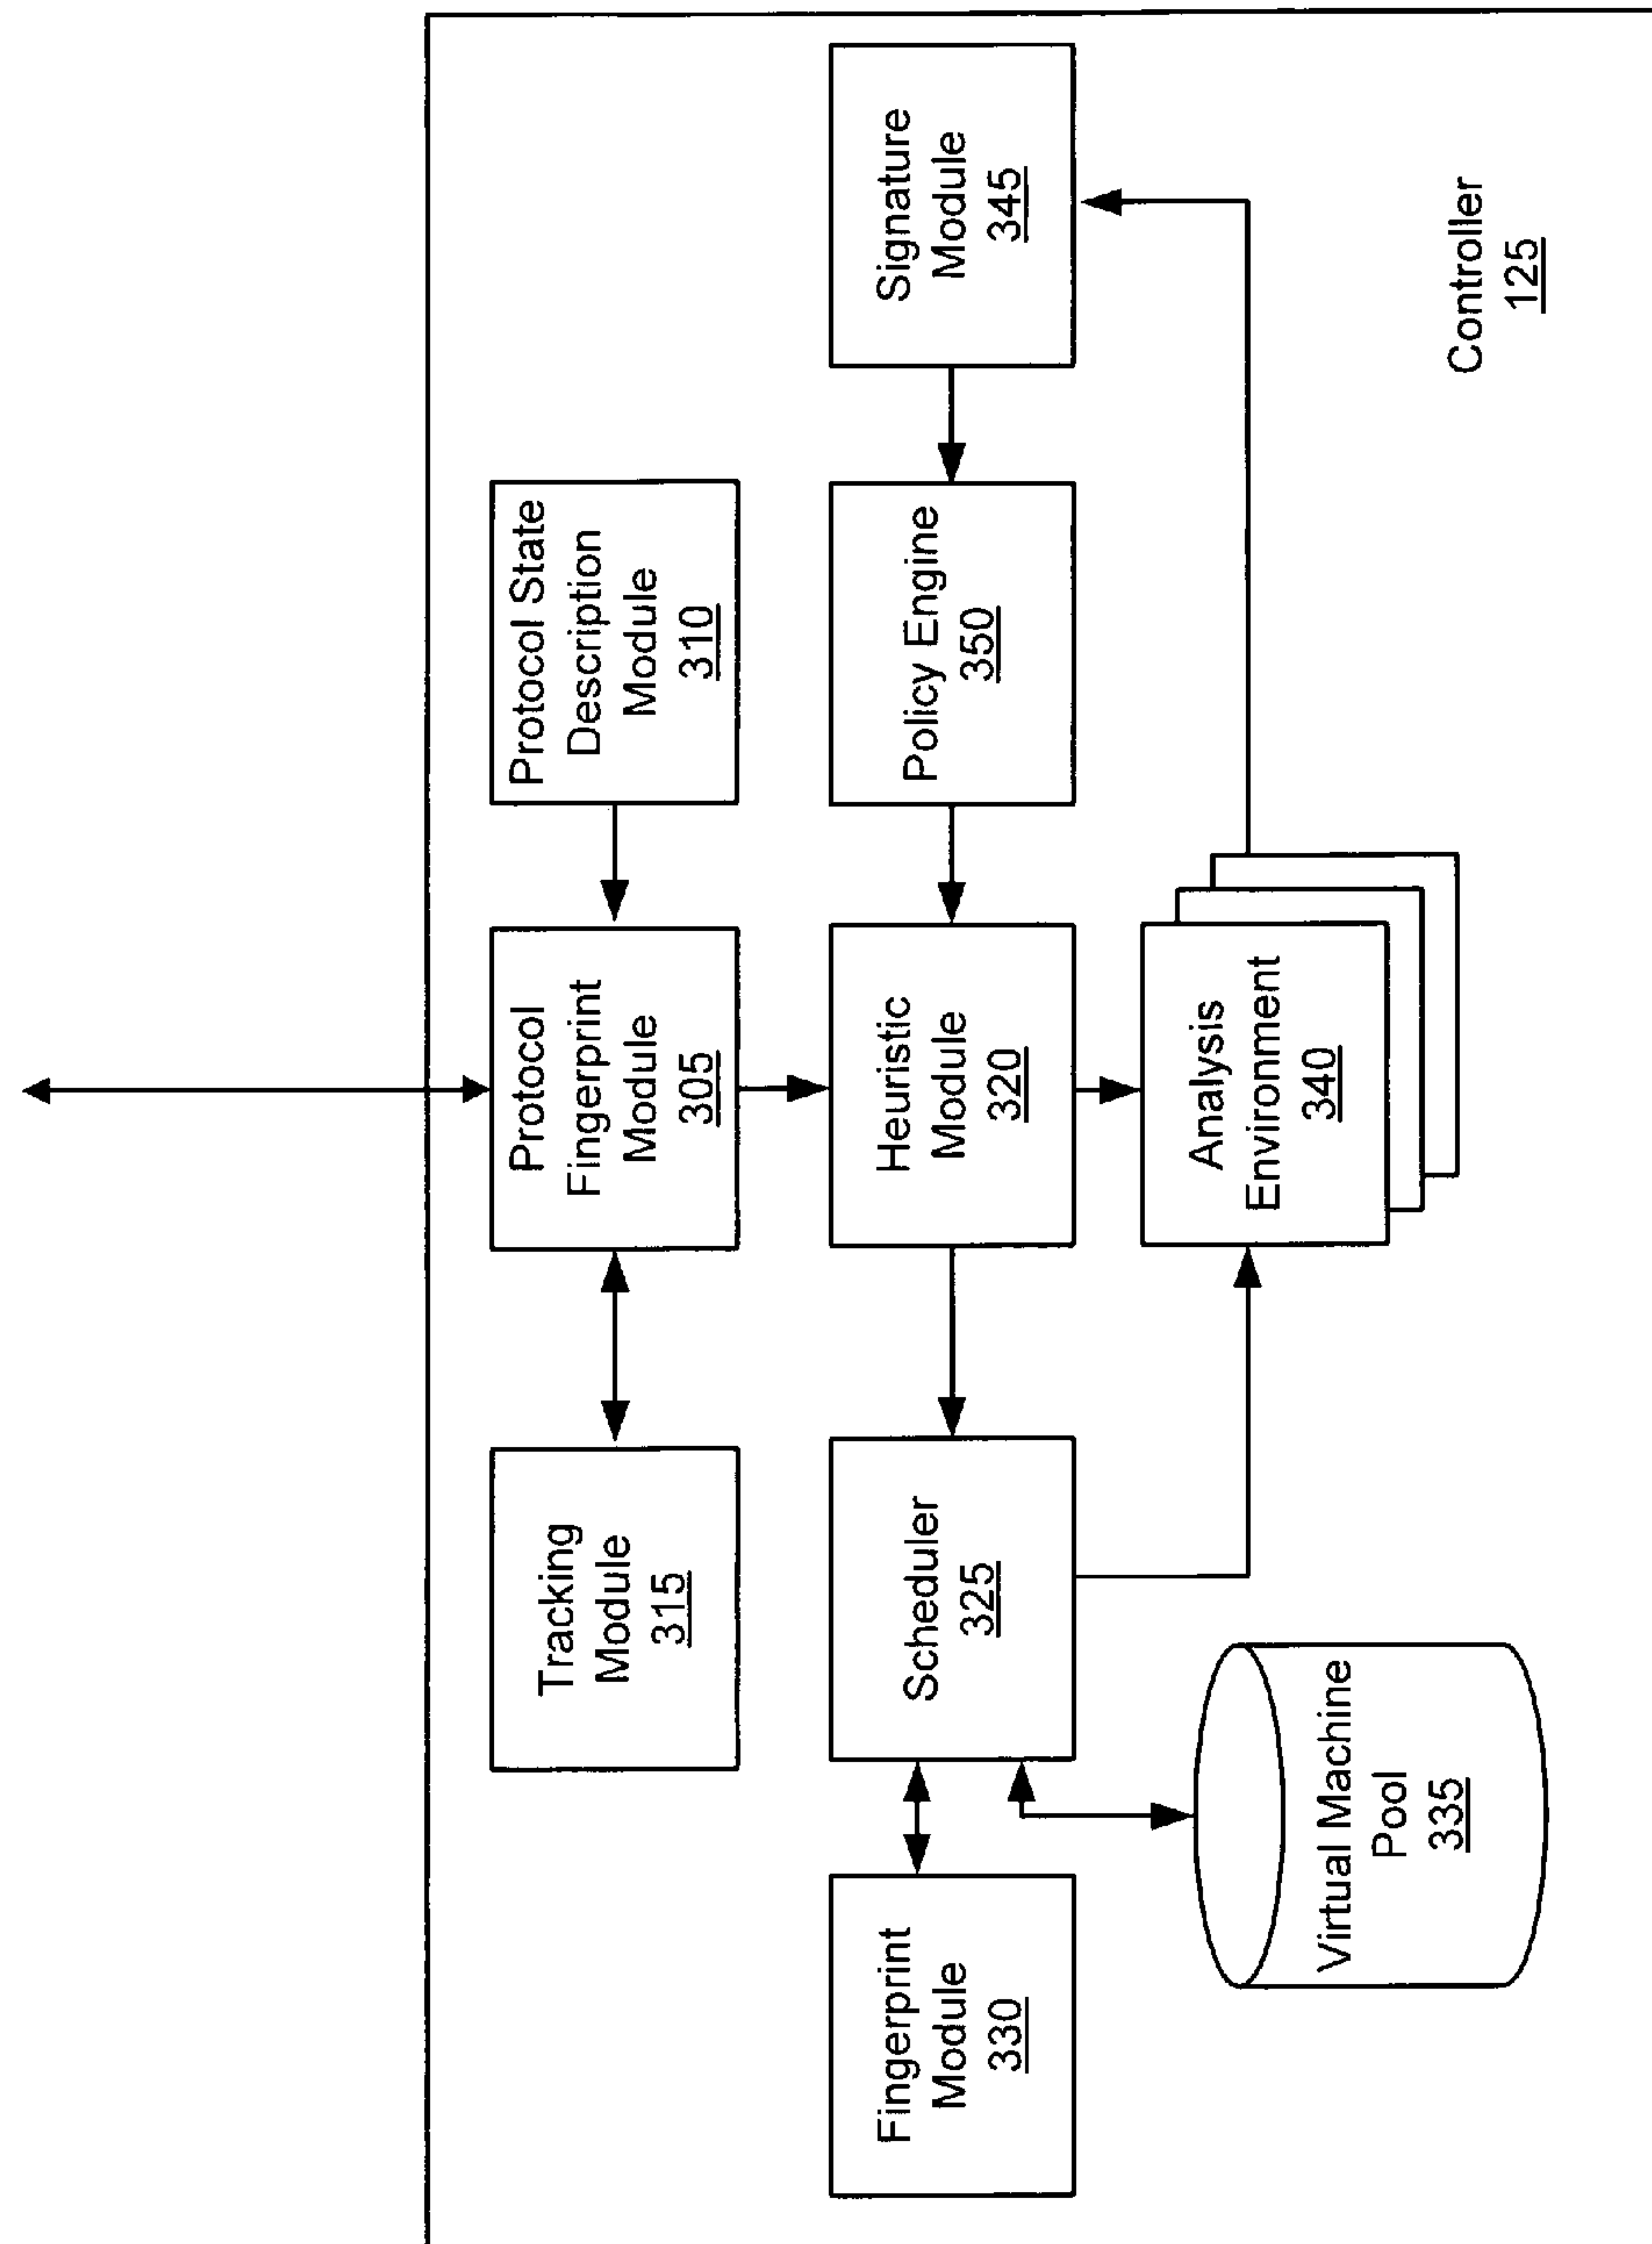 Tracking
Module
315
Protocol
Fingerprint
Module
305
Protocol State
Description
Module
310
Fingerprint
Module
330
Scheduler
325
Heuristic
Module
320
Policy Engine
350
Signature
Module
345
Virtual Machine
Pool
335
Analysis
Environment
340
Controller
125